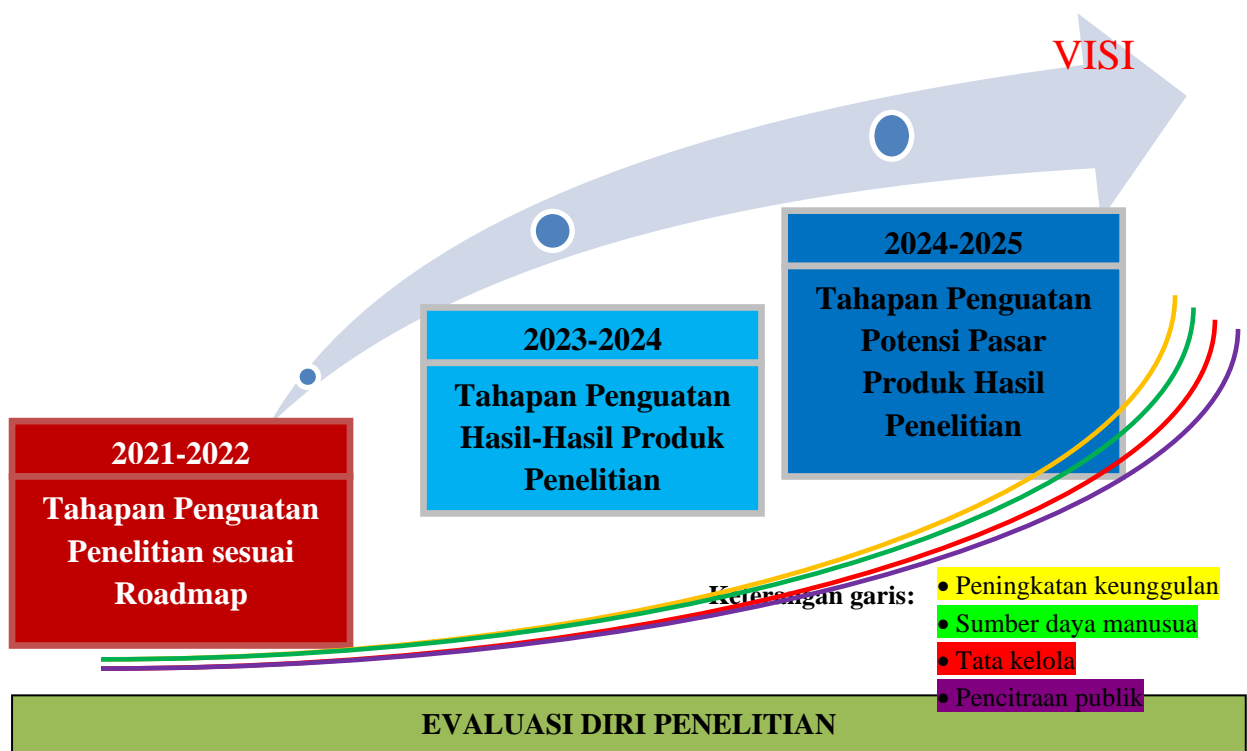 VISI
2021-2022
Tahapan Penguatan
Penelitian sesuai
Roadmap
2023-2024
Tahapan Penguatan
Hasil-Hasil Produk
Penelitian
2024-2025
Tahapan Penguatan
Potensi Pasar
Produk Hasil
Penelitian
Keterangan garis:
• Peningkatan keunggulan
• Sumber daya manusua
• Tata kelola
• Pencitraan publik
EVALUASI DIRI PENELITIAN